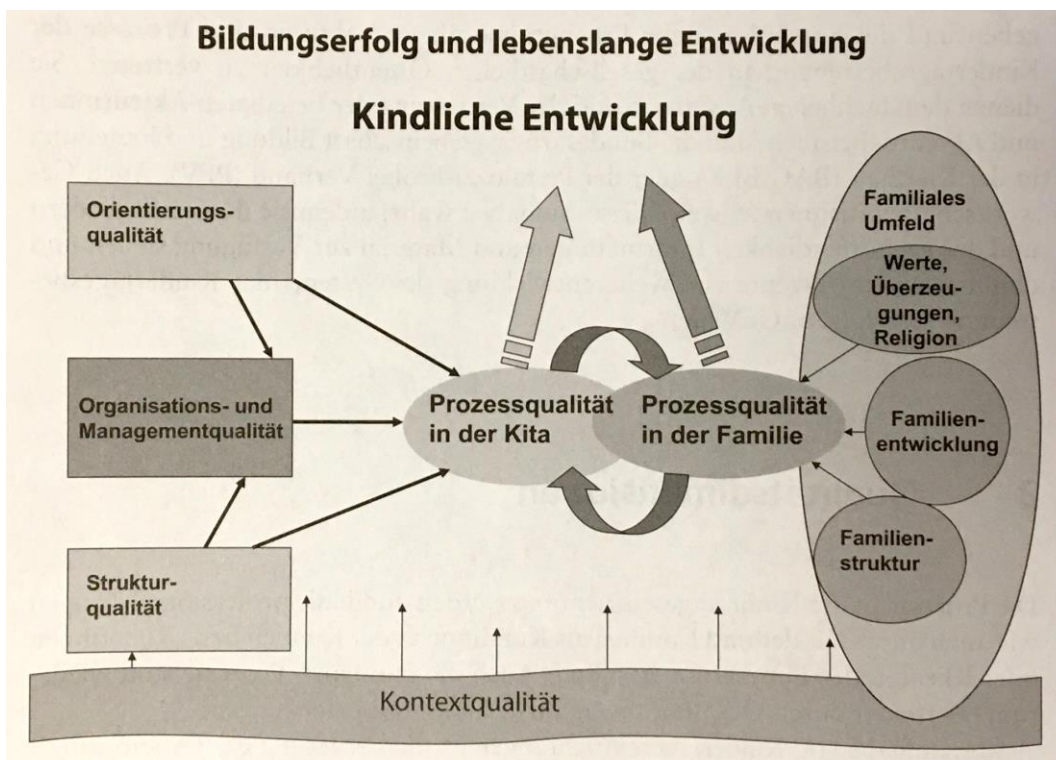 Bildungserfolg und lebenslange Entwicklung
Kindliche Entwicklung
Orientierungs-
qualität
Organisations- und
Managementqualität
Struktur-
qualität
Prozessqualität
in der Kita
Prozessqualität
in der Familie
Familiales
Umfeld
Werte,
Überzeu-
gungen,
Religion
Familien-
entwicklung
Familien-
struktur
Kontextqualität